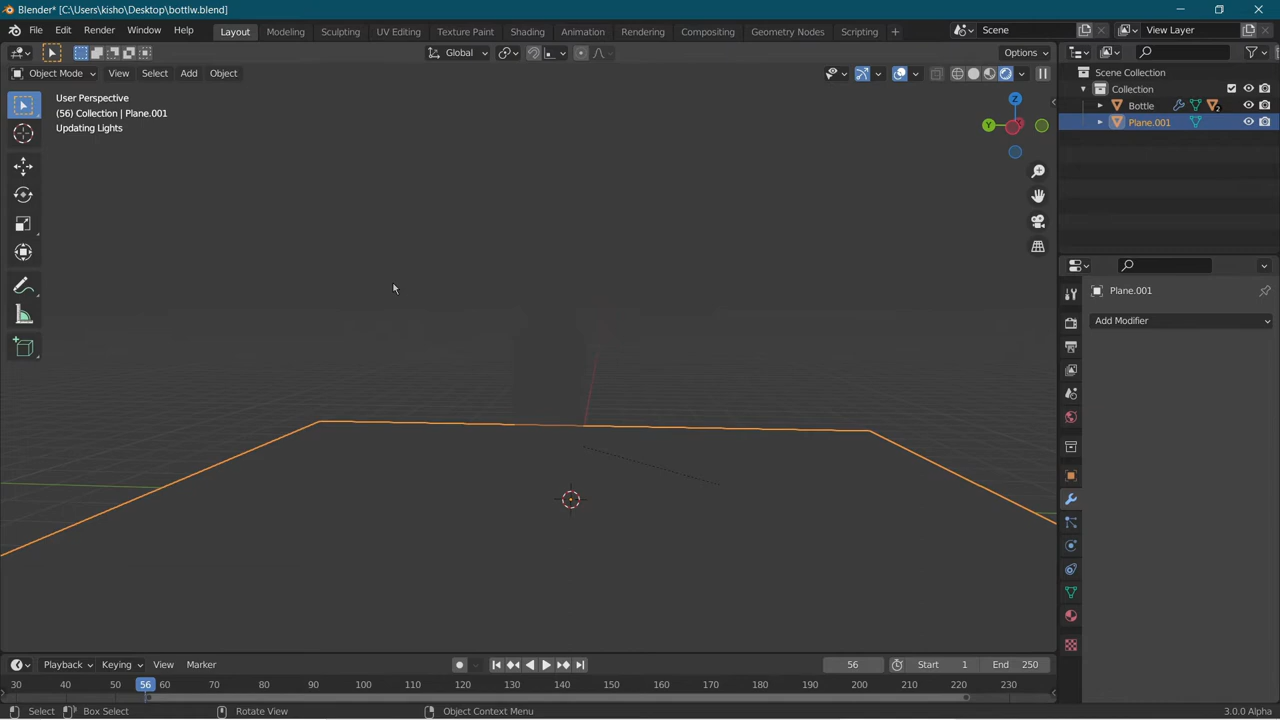 Blender* [C:\Users\kisho\Desktop\bottlw.blend]
File Edit Render Window Help Layout Modeling Sculpting UV Editing Texture Paint Shading Animation Rendering Compositing Geometry Nodes Scripting + Scene View Layer
Global Options
Object Mode View Select Add Object
User Perspective
(56) Collection | Plane.001
Updating Lights
Z
Y
Scene Collection
Collection
Bottle 2
Plane.001
Plane.001
Add Modifier
Playback Keying View Marker 56 Start 1 End 250
30 40 50 56 60 70 80 90 100 110 120 130 140 150 160 170 180 190 200 210 220 230
Select Box Select Rotate View Object Context Menu 3.0.0 Alpha